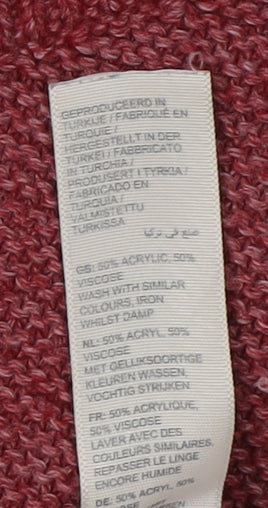 GEPRODUCEERD IN
TURKIJE / FABRIQUÉ EN
TURQUIE /
HERGESTELLT IN DER
TÜRKEI / FABBRICATO
IN TURCHIA /
PRODUSERT I TYRKIA /
FABRICADO EN
TURQUIA /
VALMISTETTU
TURKISSA
صنع في تركيا
GB: 50% ACRYLIC, 50%
VISCOSE
WASH WITH SIMILAR
COLOURS, IRON
WHILST DAMP
NL: 50% ACRYL, 50%
VISCOSE
MET GELIJKSOORTIGE
KLEUREN WASSEN,
VOCHTIG STRIJKEN
FR: 50% ACRYLIQUE,
50% VISCOSE
LAVER AVEC DES
COULEURS SIMILAIRES,
REPASSER LE LINGE
ENCORE HUMIDE
DE: 50% ACRYL, 50%